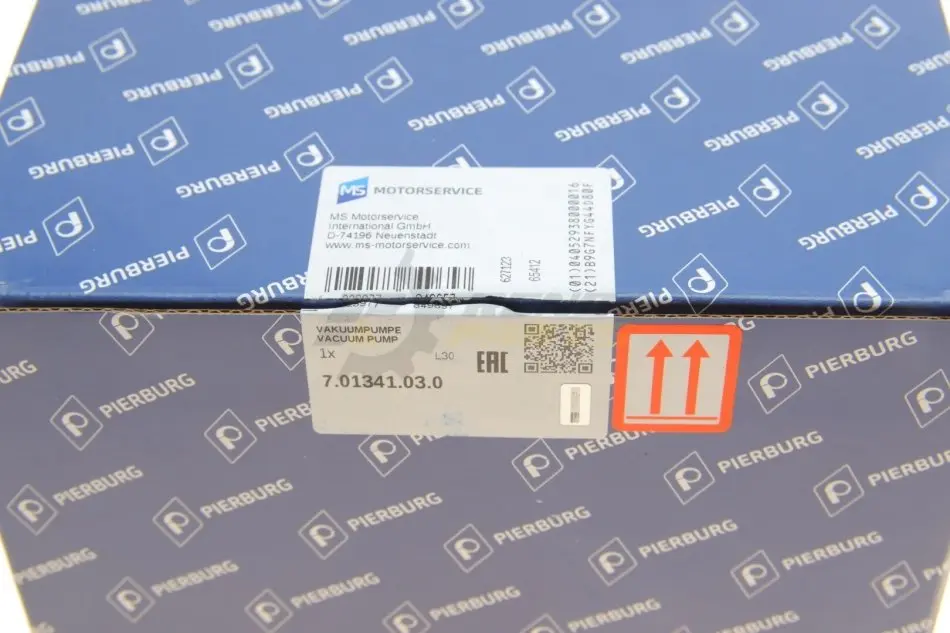 PIERBURG
MS MOTORSERVICE
MS Motorservice
International GmbH
D-74196 Neuenstadt
www.ms-motorservice.com
627123
65412
(01)04052938000016
(21)B9G7NFYG44D80F
VAKUUMPUMPE
VACUUM PUMP
1x
L30
EAC
7.01341.03.0